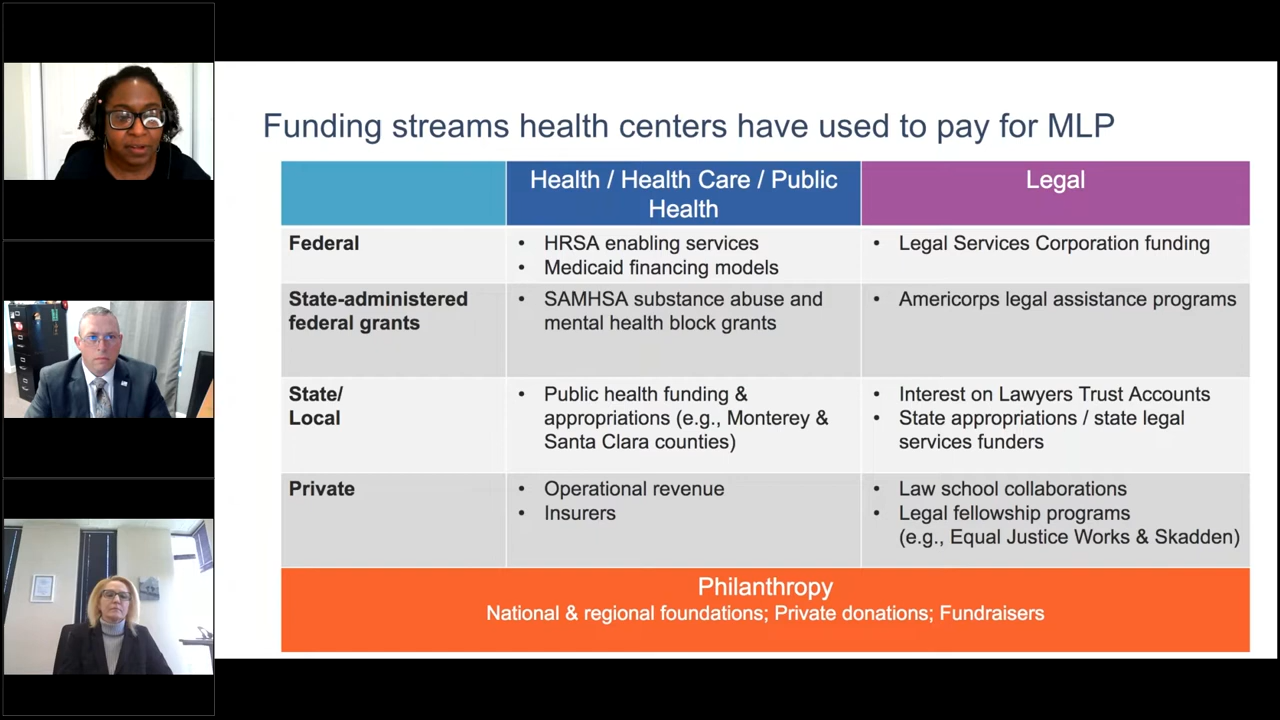 Funding streams health centers have used to pay for MLP
Health / Health Care / Public
Health
Legal
Federal
• HRSA enabling services
• Medicaid financing models
• Legal Services Corporation funding
State-administered
federal grants
• SAMHSA substance abuse and
mental health block grants
• Americorps legal assistance programs
State/
Local
• Public health funding &
appropriations (e.g., Monterey &
Santa Clara counties)
• Interest on Lawyers Trust Accounts
• State appropriations / state legal
services funders
Private
• Operational revenue
• Insurers
• Law school collaborations
• Legal fellowship programs
(e.g., Equal Justice Works & Skadden)
Philanthropy
National & regional foundations; Private donations; Fundraisers